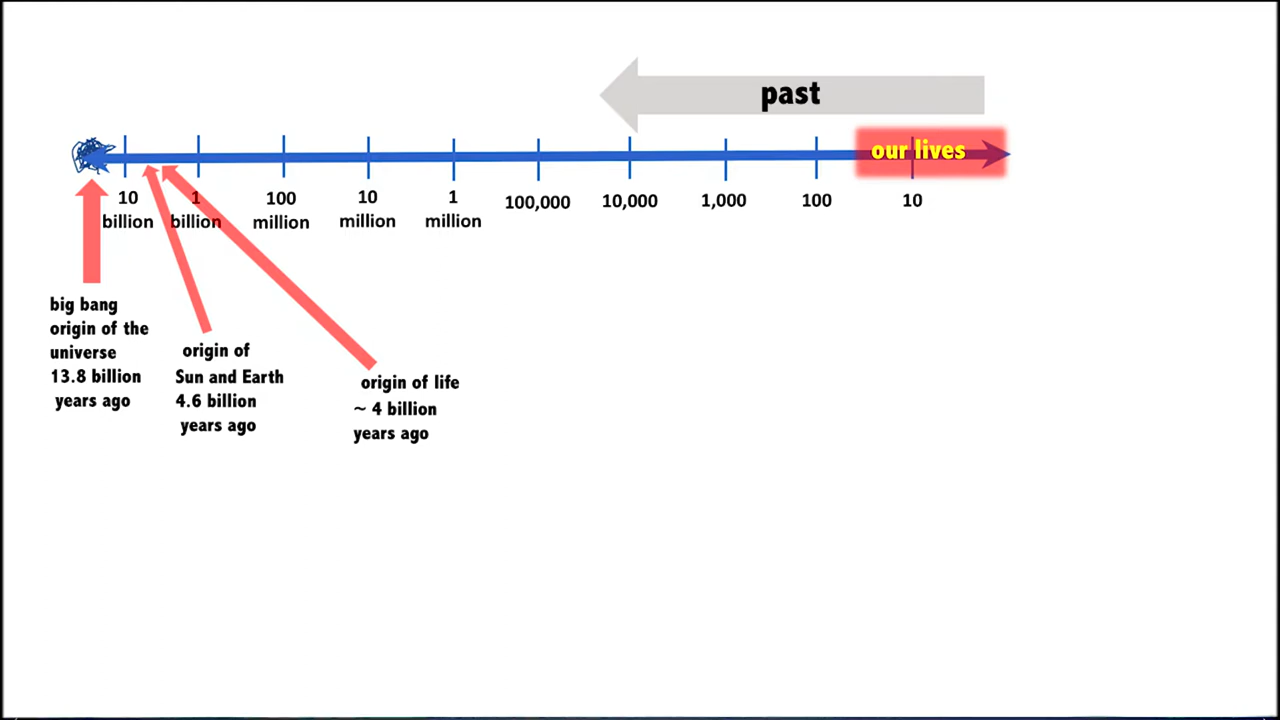 past
our lives
10 billion
1 billion
100 million
10 million
1 million
100,000
10,000
1,000
100
10
big bang
origin of the
universe
13.8 billion
years ago
origin of
Sun and Earth
4.6 billion
years ago
origin of life
~ 4 billion
years ago